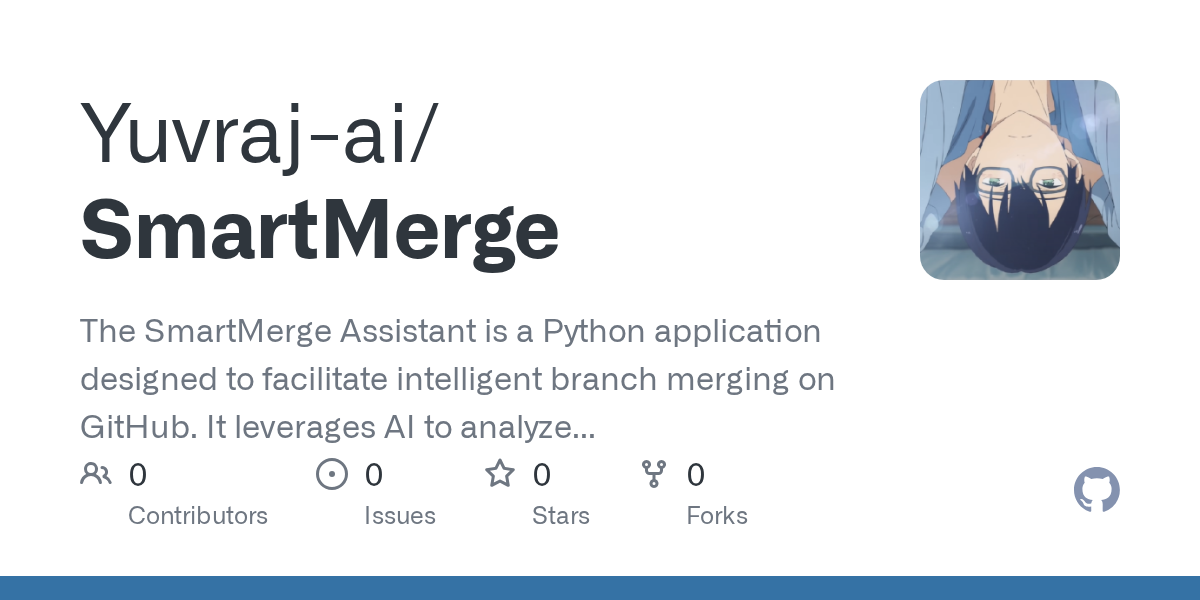 Yuvraj-ai/
SmartMerge
The SmartMerge Assistant is a Python application
designed to facilitate intelligent branch merging on
GitHub. It leverages AI to analyze...
0 0 0 0
Contributors Issues Stars Forks